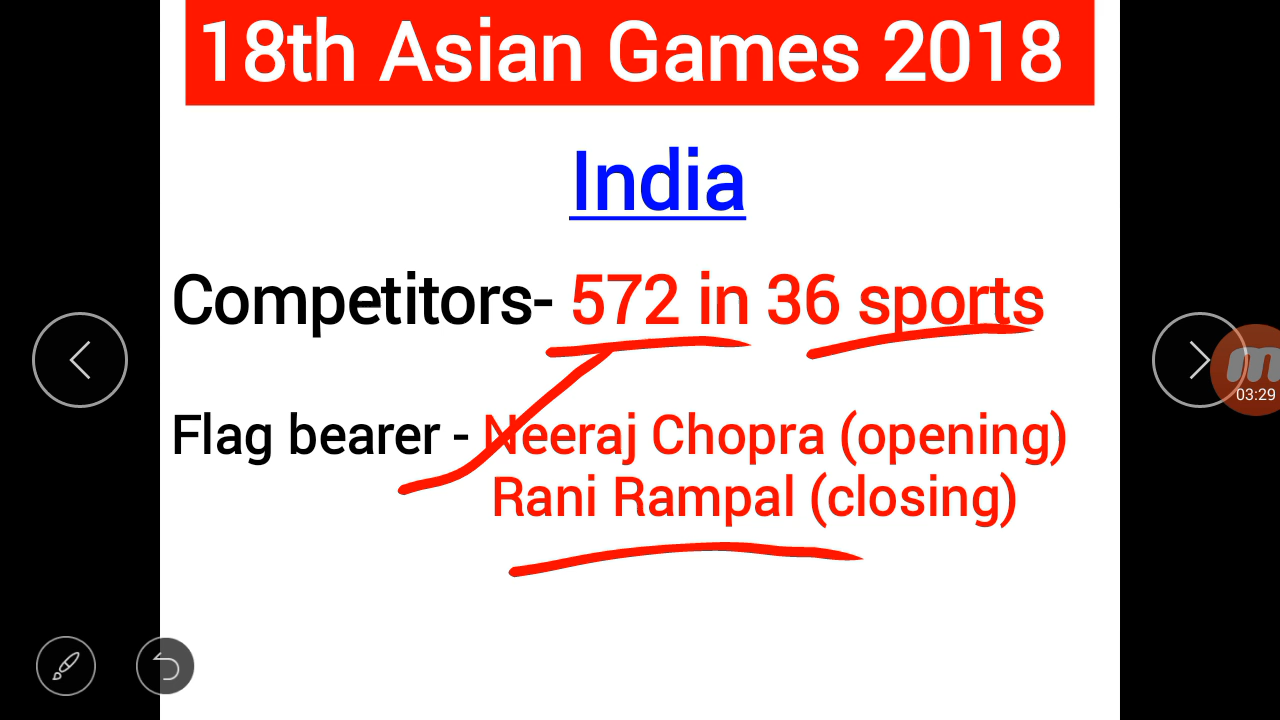 18th Asian Games 2018
India
Competitors- 572 in 36 sports
Flag bearer - Neeraj Chopra (opening)
Rani Rampal (closing)
03:29